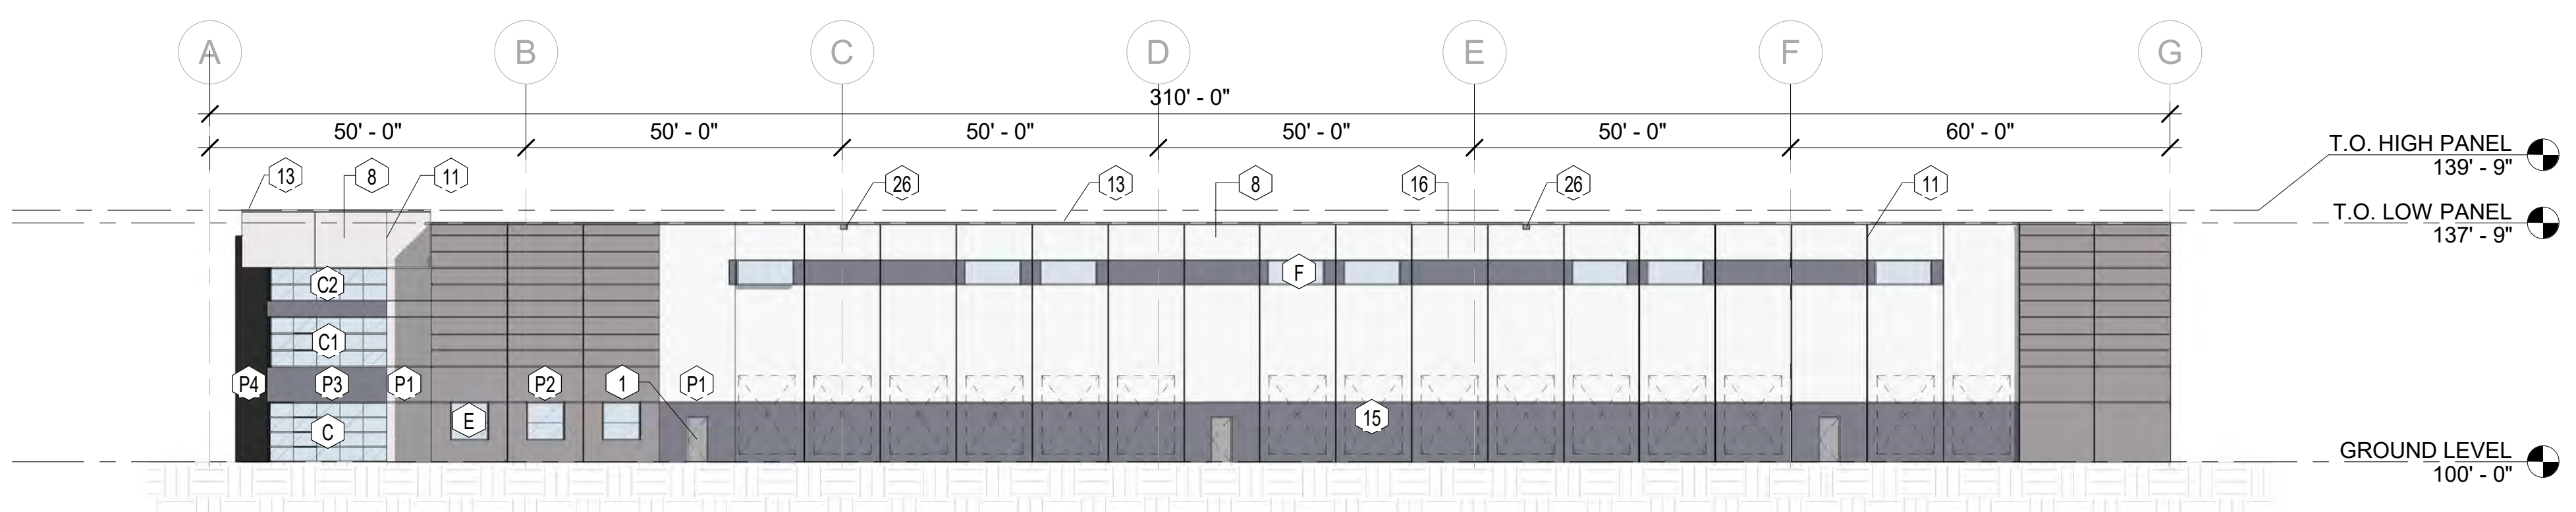 A B C D E F G
310' - 0"
50' - 0" 50' - 0" 50' - 0" 50' - 0" 50' - 0" 60' - 0"
T.O. HIGH PANEL
139' - 9"
13 8 11 26 13 8 16 26 11
T.O. LOW PANEL
137' - 9"
F
C2
C1
P4 P3 P1 P2 1 P1
E 15
C
GROUND LEVEL
100' - 0"